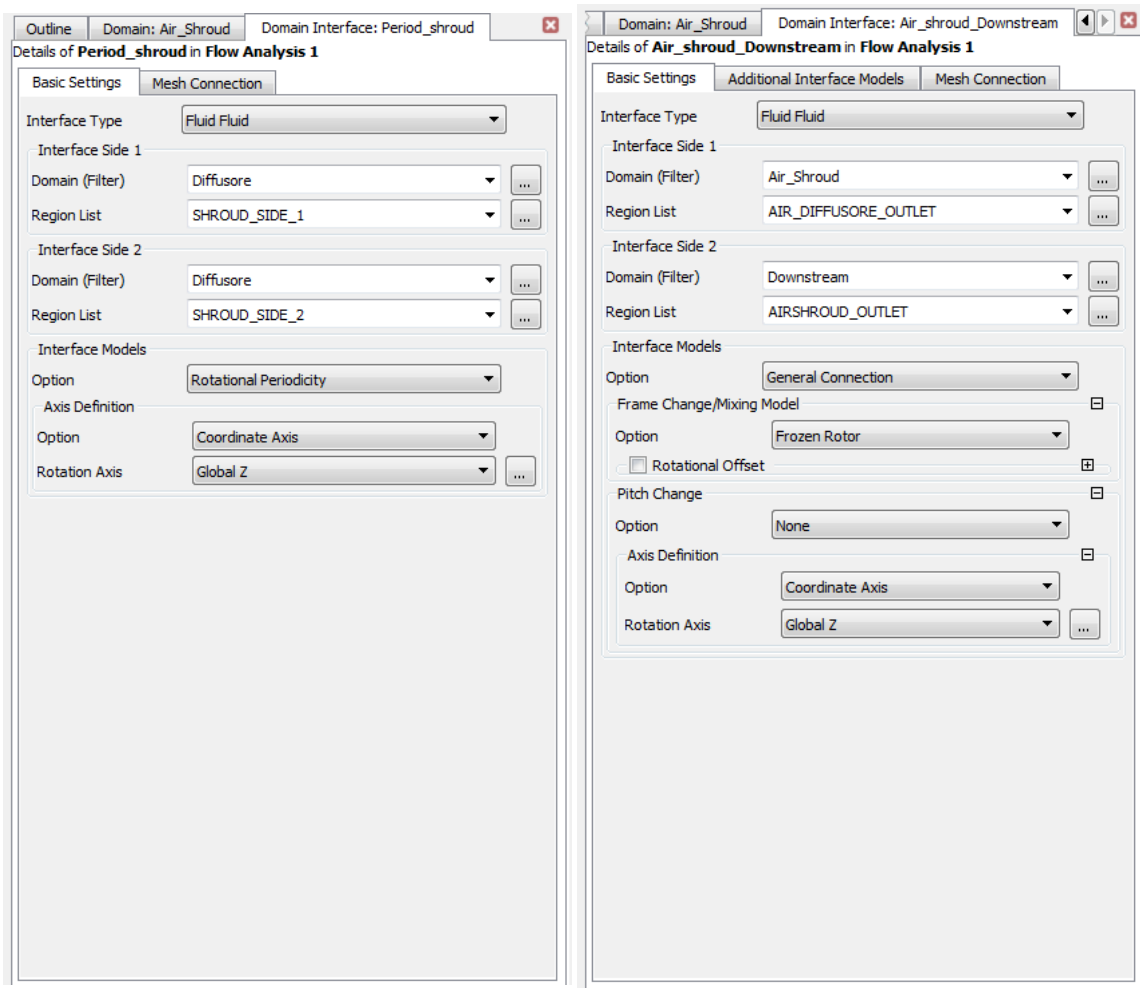 Outline Domain: Air_Shroud Domain Interface: Period_shroud
Details of Period_shroud in Flow Analysis 1
Basic Settings Mesh Connection
Interface Type Fluid Fluid
Interface Side 1
Domain (Filter) Diffusore ...
Region List SHROUD_SIDE_1 ...
Interface Side 2
Domain (Filter) Diffusore ...
Region List SHROUD_SIDE_2 ...
Interface Models
Option Rotational Periodicity
Axis Definition
Option Coordinate Axis
Rotation Axis Global Z ...
Domain: Air_Shroud Domain Interface: Air_shroud_Downstream
Details of Air_shroud_Downstream in Flow Analysis 1
Basic Settings Additional Interface Models Mesh Connection
Interface Type Fluid Fluid
Interface Side 1
Domain (Filter) Air_Shroud ...
Region List AIR_DIFFUSORE_OUTLET ...
Interface Side 2
Domain (Filter) Downstream ...
Region List AIRSHROUD_OUTLET ...
Interface Models
Option General Connection
Frame Change/Mixing Model
Option Frozen Rotor
Rotational Offset
Pitch Change
Option None
Axis Definition
Option Coordinate Axis
Rotation Axis Global Z ...